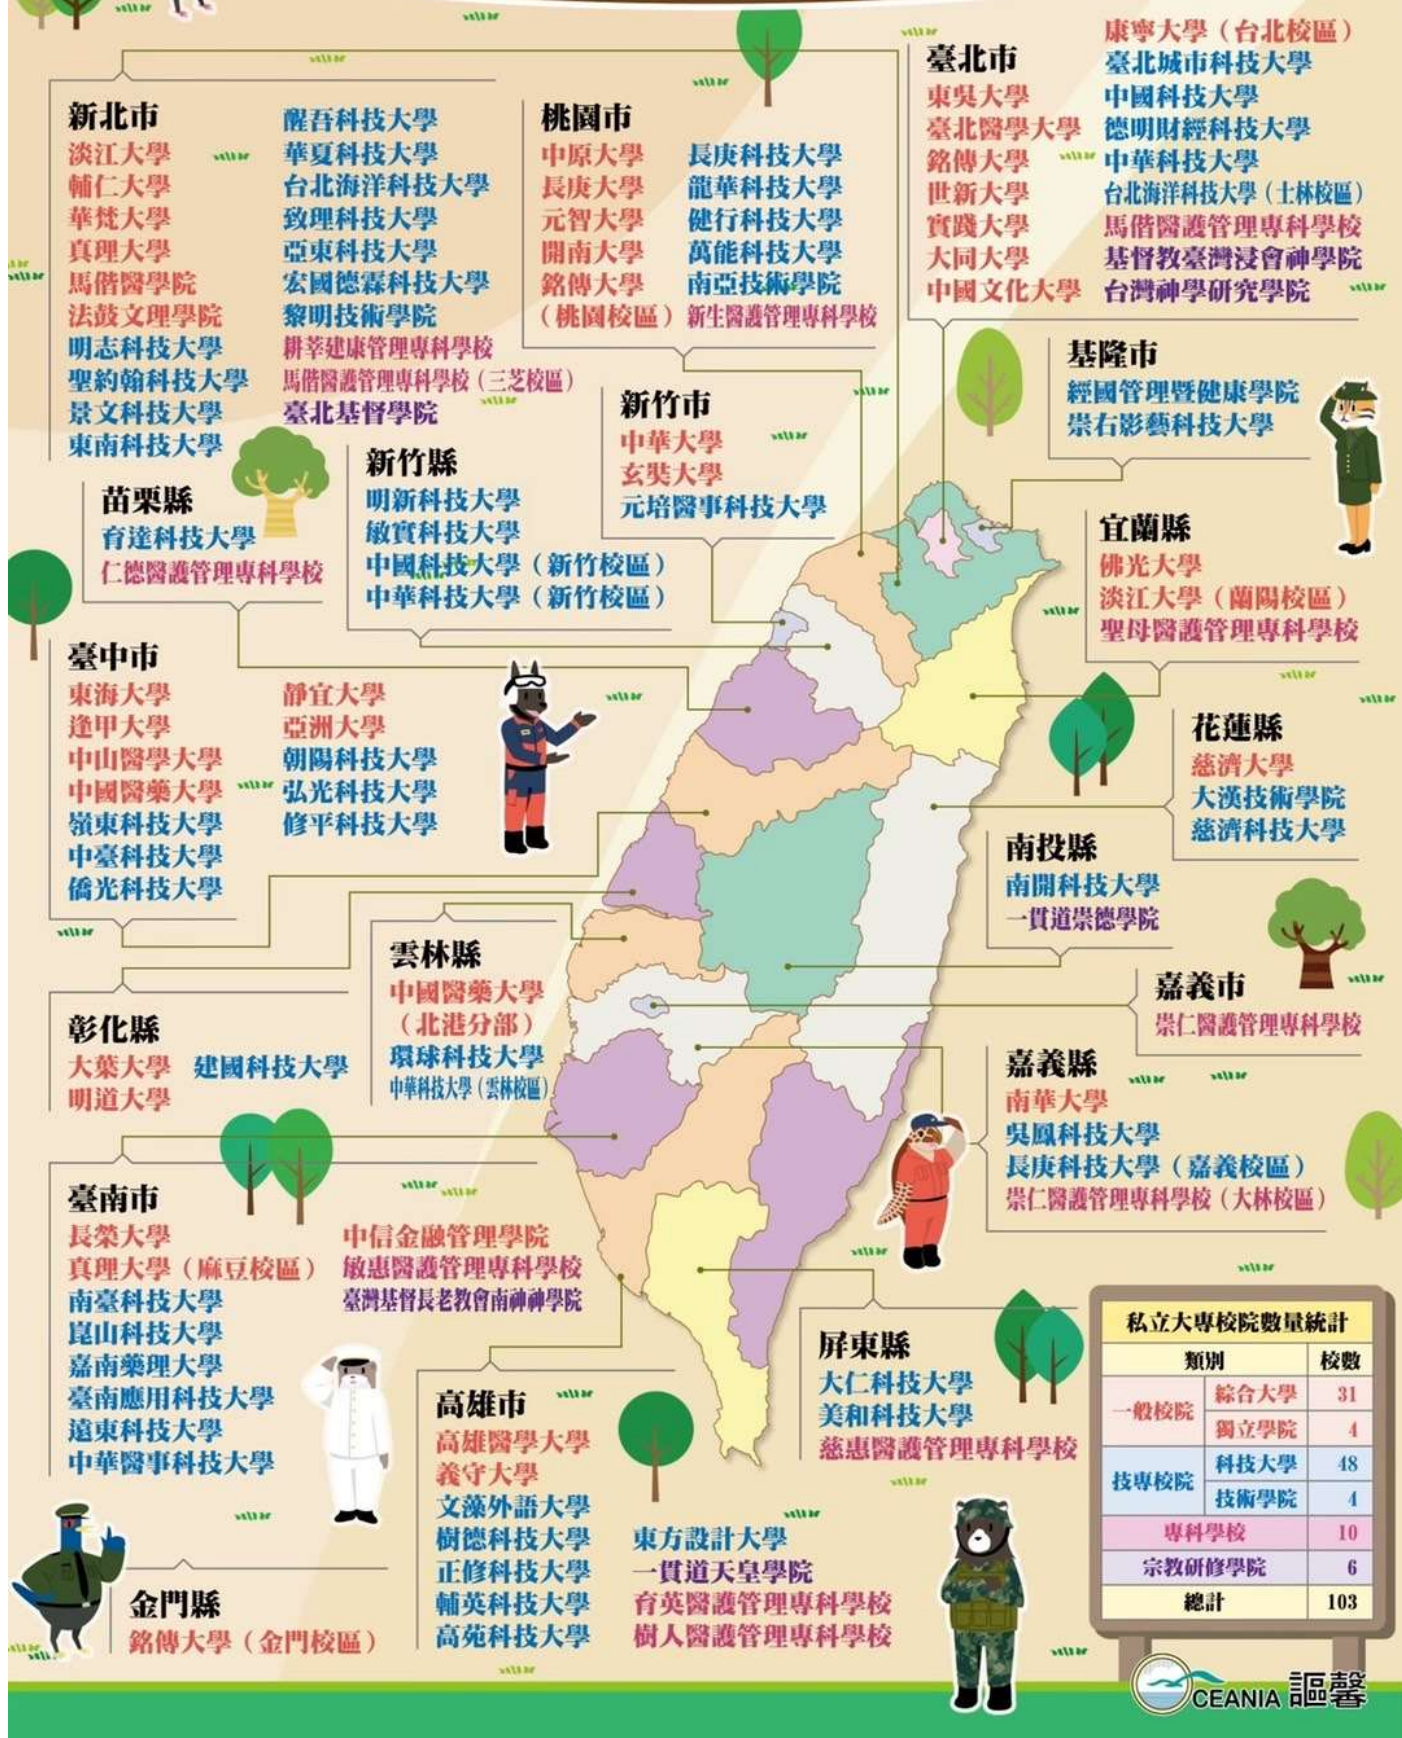 新北市
淡江大學
輔仁大學
華梵大學
真理大學
馬偕醫學院
法鼓文理學院
明志科技大學
聖約翰科技大學
景文科技大學
東南科技大學
醒吾科技大學
華夏科技大學
台北海洋科技大學
致理科技大學
亞東科技大學
宏國德霖科技大學
黎明技術學院
耕莘建康管理專科學校
馬偕醫護管理專科學校（三芝校區）
臺北基督學院
桃園市
中原大學
長庚大學
元智大學
開南大學
銘傳大學
（桃園校區）
長庚科技大學
龍華科技大學
健行科技大學
萬能科技大學
南亞技術學院
新生醫護管理專科學校
臺北市
東吳大學
臺北醫學大學
銘傳大學
世新大學
實踐大學
大同大學
中國文化大學
康寧大學（台北校區）
臺北城市科技大學
中國科技大學
德明財經科技大學
中華科技大學
台北海洋科技大學（士林校區）
馬偕醫護管理專科學校
基督教臺灣浸會神學院
台灣神學研究學院
基隆市
經國管理暨健康學院
崇右影藝科技大學
新竹市
中華大學
玄奘大學
元培醫事科技大學
新竹縣
明新科技大學
敏實科技大學
中國科技大學（新竹校區）
中華科技大學（新竹校區）
苗栗縣
育達科技大學
仁德醫護管理專科學校
宜蘭縣
佛光大學
淡江大學（蘭陽校區）
聖母醫護管理專科學校
臺中市
東海大學
逢甲大學
中山醫學大學
中國醫藥大學
嶺東科技大學
中臺科技大學
僑光科技大學
靜宜大學
亞洲大學
朝陽科技大學
弘光科技大學
修平科技大學
花蓮縣
慈濟大學
大漢技術學院
慈濟科技大學
南投縣
南開科技大學
一貫道崇德學院
雲林縣
中國醫藥大學
（北港分部）
環球科技大學
中華科技大學（雲林校區）
嘉義市
崇仁醫護管理專科學校
彰化縣
大葉大學
明道大學
建國科技大學
嘉義縣
南華大學
吳鳳科技大學
長庚科技大學（嘉義校區）
崇仁醫護管理專科學校（大林校區）
臺南市
長榮大學
真理大學（麻豆校區）
南臺科技大學
崑山科技大學
嘉南藥理大學
臺南應用科技大學
遠東科技大學
中華醫事科技大學
中信金融管理學院
敏惠醫護管理專科學校
臺灣基督長老教會南神神學院
屏東縣
大仁科技大學
美和科技大學
慈惠醫護管理專科學校
高雄市
高雄醫學大學
義守大學
文藻外語大學
樹德科技大學
正修科技大學
輔英科技大學
高苑科技大學
東方設計大學
一貫道天皇學院
育英醫護管理專科學校
樹人醫護管理專科學校
金門縣
銘傳大學（金門校區）
私立大專校院數量統計
類別 校數
一般校院 綜合大學 31
獨立學院 4
技專校院 科技大學 48
技術學院 4
專科學校 10
宗教研修學院 6
總計 103
OCEANIA 謳馨